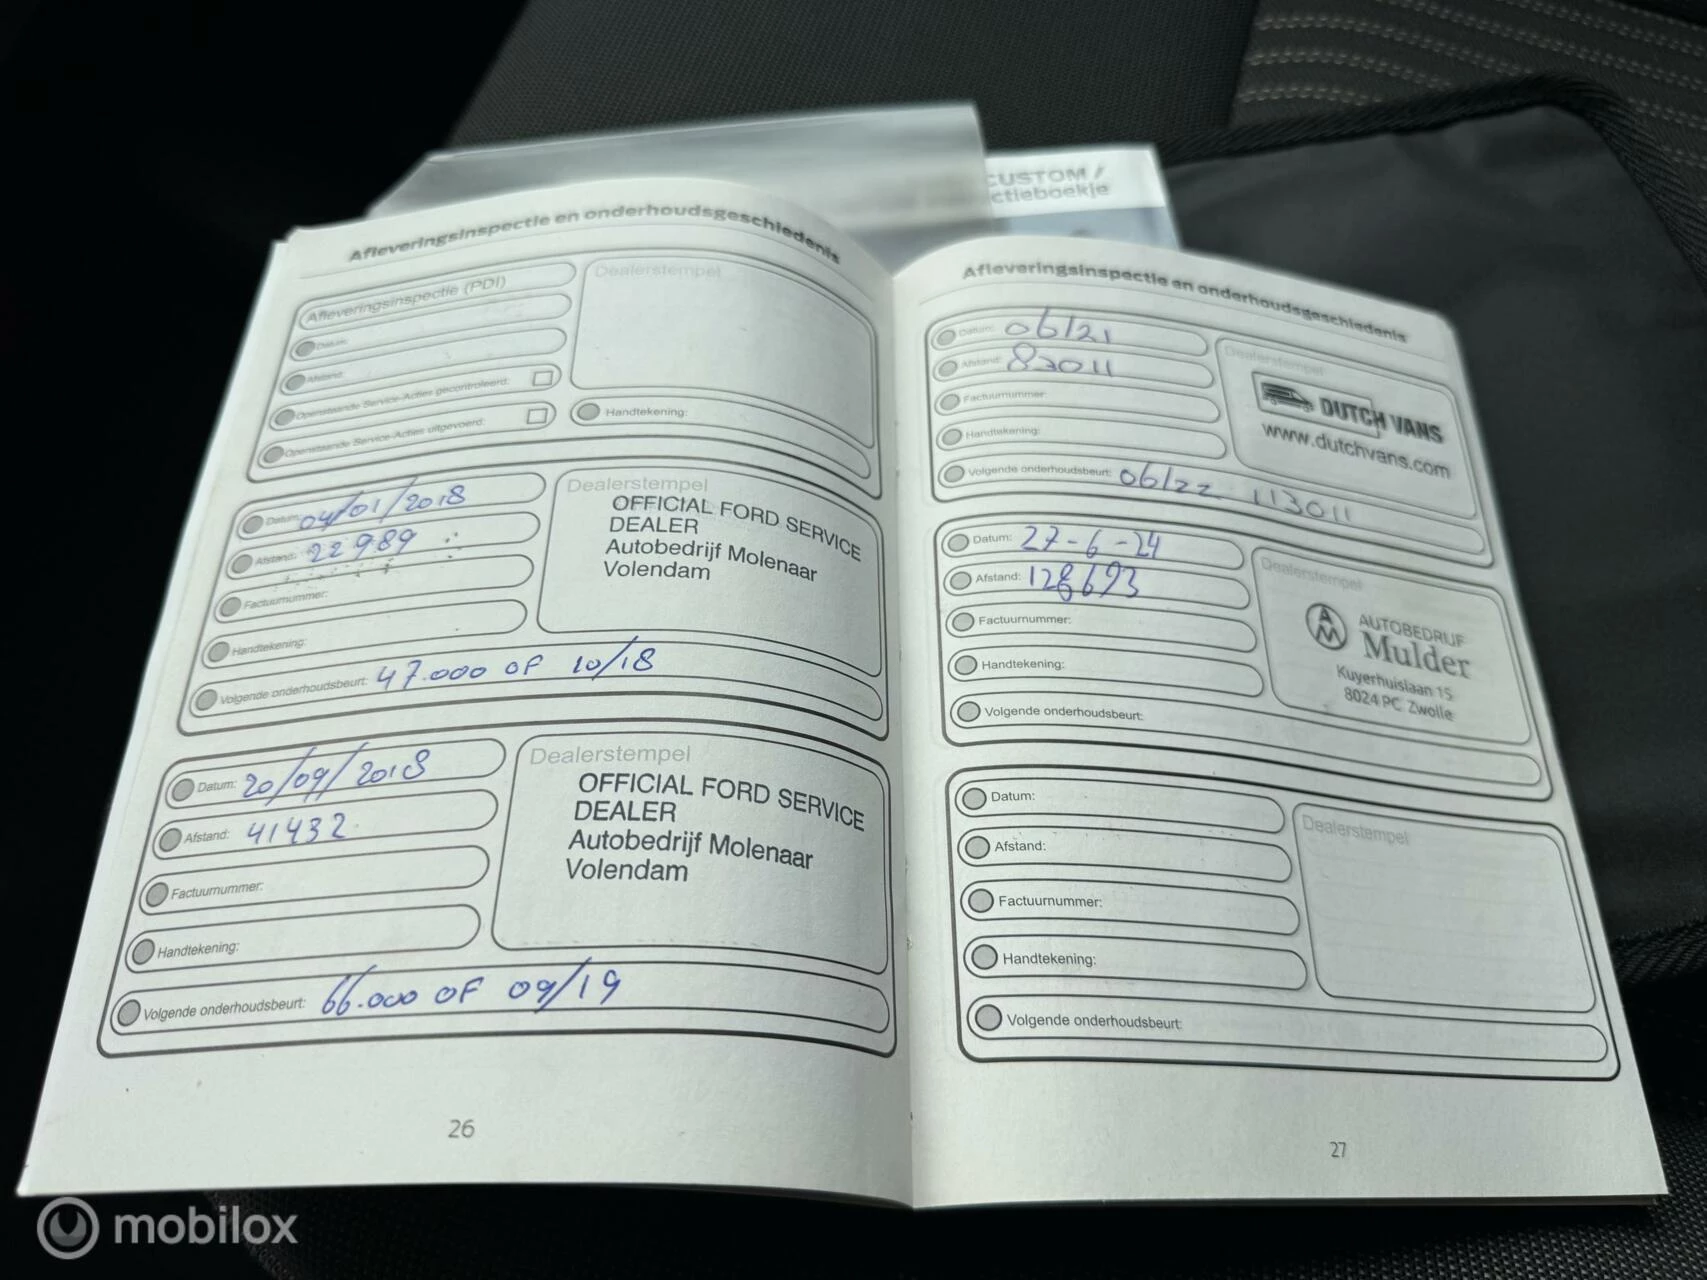 CUSTOM /
ctieboekje
Afleveringsinspectie en onderhoudsgeschiedenis
Afleveringsinspectie (PDI)
Datum:
Afstand:
Openstaande Service-Acties gecontroleerd:
Openstaande Service-Acties uitgevoerd:
Dealerstempel
Handtekening:
Datum: 04/01/2018
Afstand: 22989
Factuurnummer:
Handtekening:
Volgende onderhoudsbeurt: 47.000 OF 10/18
Dealerstempel
OFFICIAL FORD SERVICE
DEALER
Autobedrijf Molenaar
Volendam
Datum: 20/09/2018
Afstand: 41432
Factuurnummer:
Handtekening:
Volgende onderhoudsbeurt: 66.000 OF 09/19
Dealerstempel
OFFICIAL FORD SERVICE
DEALER
Autobedrijf Molenaar
Volendam
26
Afleveringsinspectie en onderhoudsgeschiedenis
Datum: 06/21
Afstand: 83011
Factuurnummer:
Handtekening:
Volgende onderhoudsbeurt: 06/22 113011
Dealerstempel
DUTCH VANS
www.dutchvans.com
Datum: 27-6-24
Afstand: 128693
Factuurnummer:
Handtekening:
Volgende onderhoudsbeurt:
Dealerstempel
AM
AUTOBEDRIJF
Mulder
Kuyerhuislaan 15
8024 PC Zwolle
Datum:
Afstand:
Factuurnummer:
Handtekening:
Volgende onderhoudsbeurt:
Dealerstempel
27
mobilox